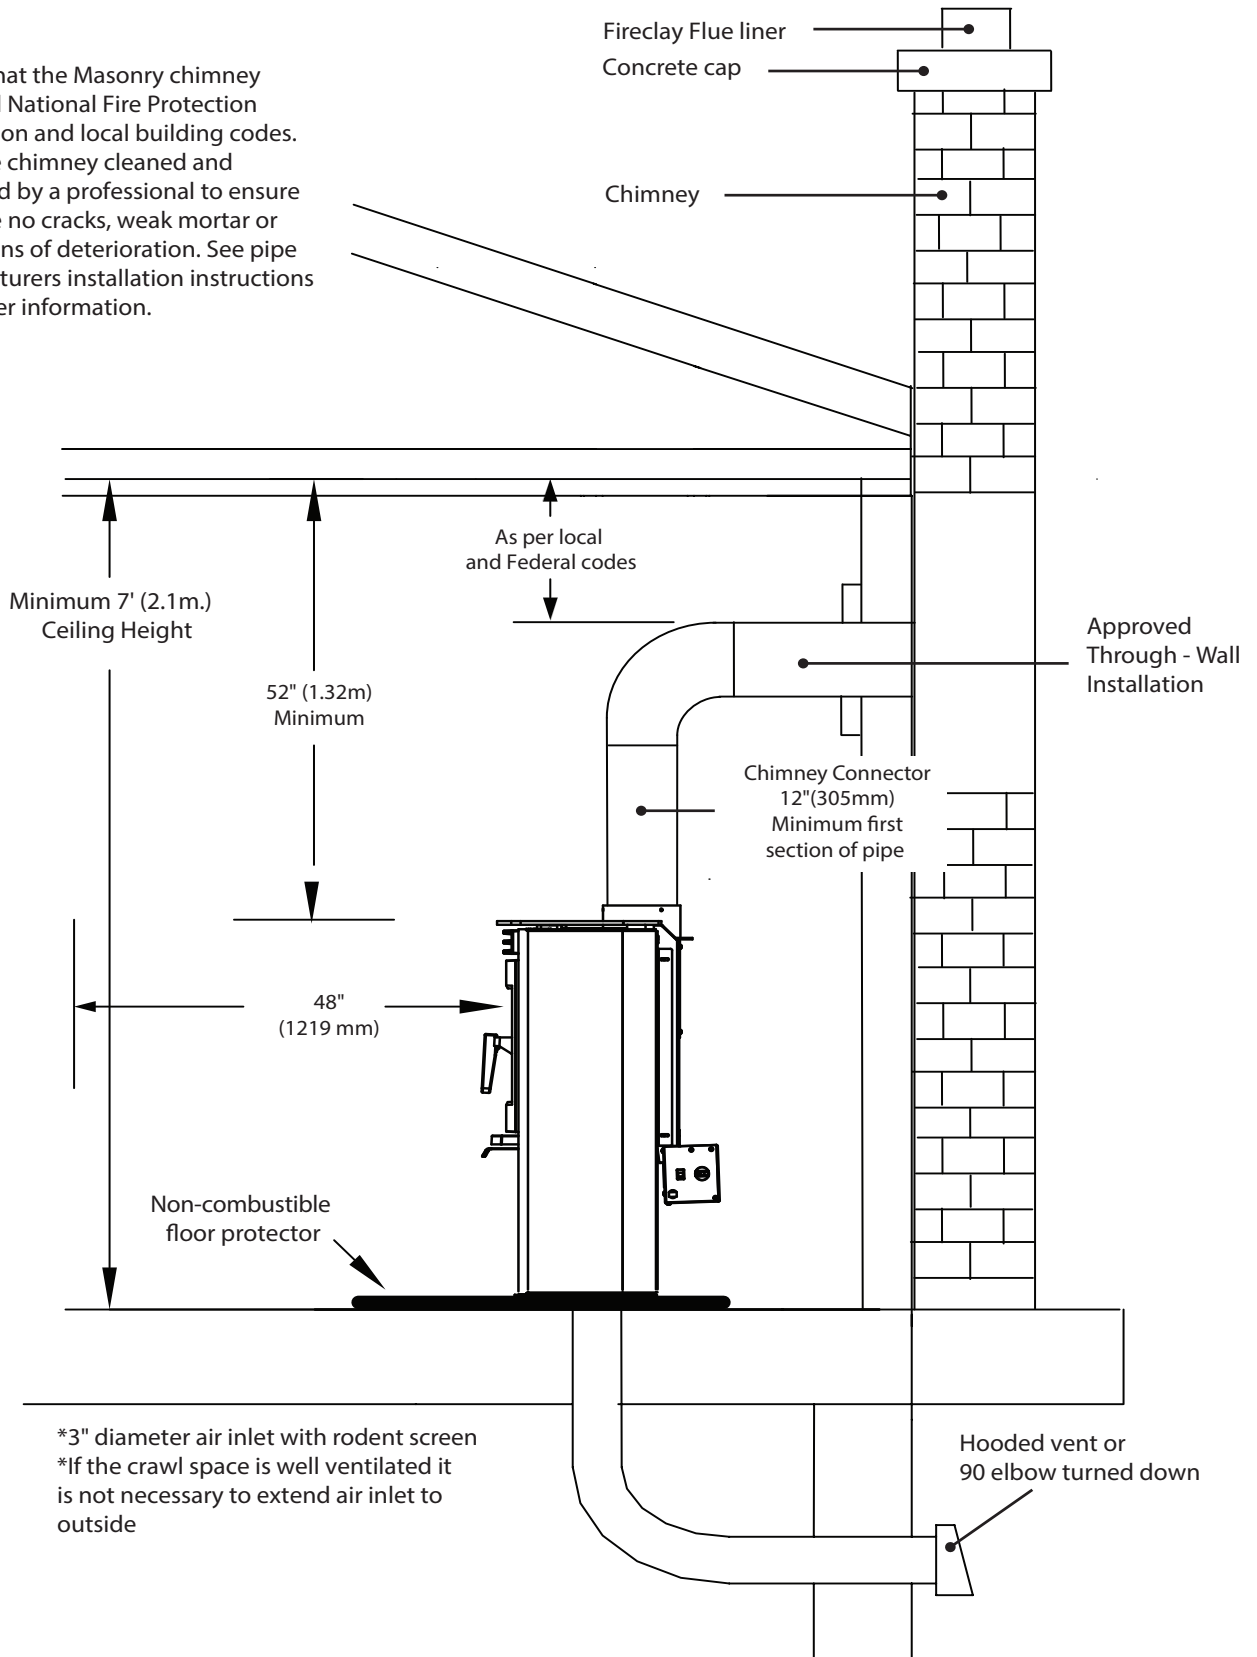 Fireclay Flue liner
Concrete cap
hat the Masonry chimney
National Fire Protection
on and local building codes.
chimney cleaned and
d by a professional to ensure
e no cracks, weak mortar or
ns of deterioration. See pipe
turers installation instructions
er information.
Chimney
As per local
and Federal codes
Minimum 7' (2.1m.)
Ceiling Height
Approved
Through - Wall
Installation
52" (1.32m)
Minimum
Chimney Connector
12"(305mm)
Minimum first
section of pipe
48"
(1219 mm)
Non-combustible
floor protector
*3" diameter air inlet with rodent screen
*If the crawl space is well ventilated it
is not necessary to extend air inlet to
outside
Hooded vent or
90 elbow turned down